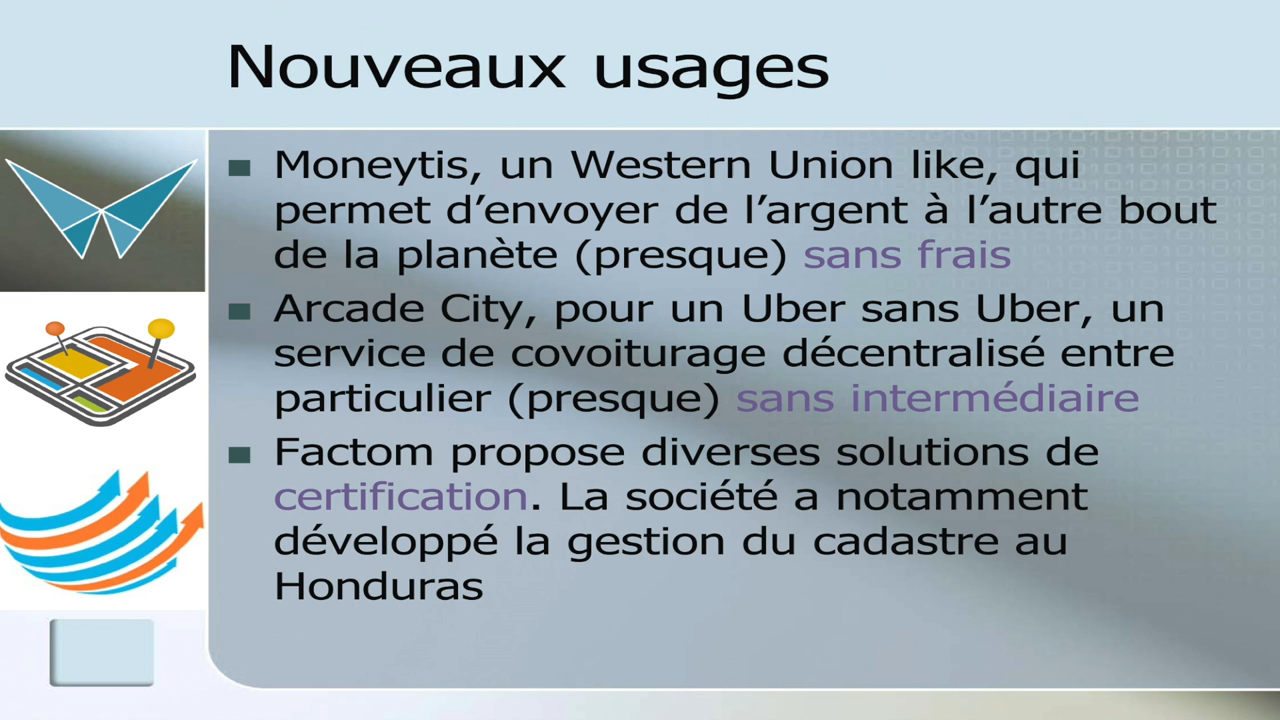 Nouveaux usages
Moneytis, un Western Union like, qui
permet d’envoyer de l’argent à l’autre bout
de la planète (presque) sans frais
Arcade City, pour un Uber sans Uber, un
service de covoiturage décentralisé entre
particulier (presque) sans intermédiaire
Factom propose diverses solutions de
certification. La société a notamment
développé la gestion du cadastre au
Honduras